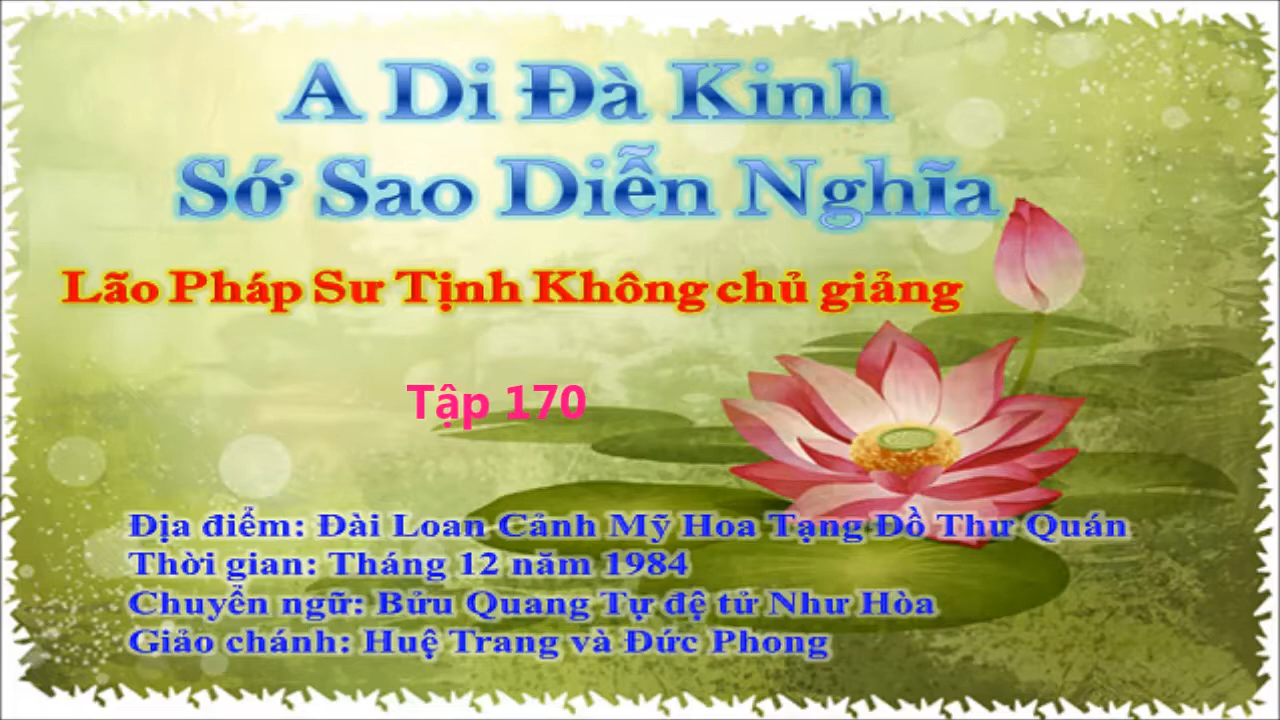 A Di Đà Kinh
Sớ Sao Diễn Nghĩa
Lão Pháp Sư Tịnh Không chủ giảng
Tập 170
Địa điểm: Đài Loan Cảnh Mỹ Hoa Tạng Đồ Thư Quán
Thời gian: Tháng 12 năm 1984
Chuyển ngữ: Bửu Quang Tự đệ tử Như Hòa
Giảo chánh: Huệ Trang và Đức Phong